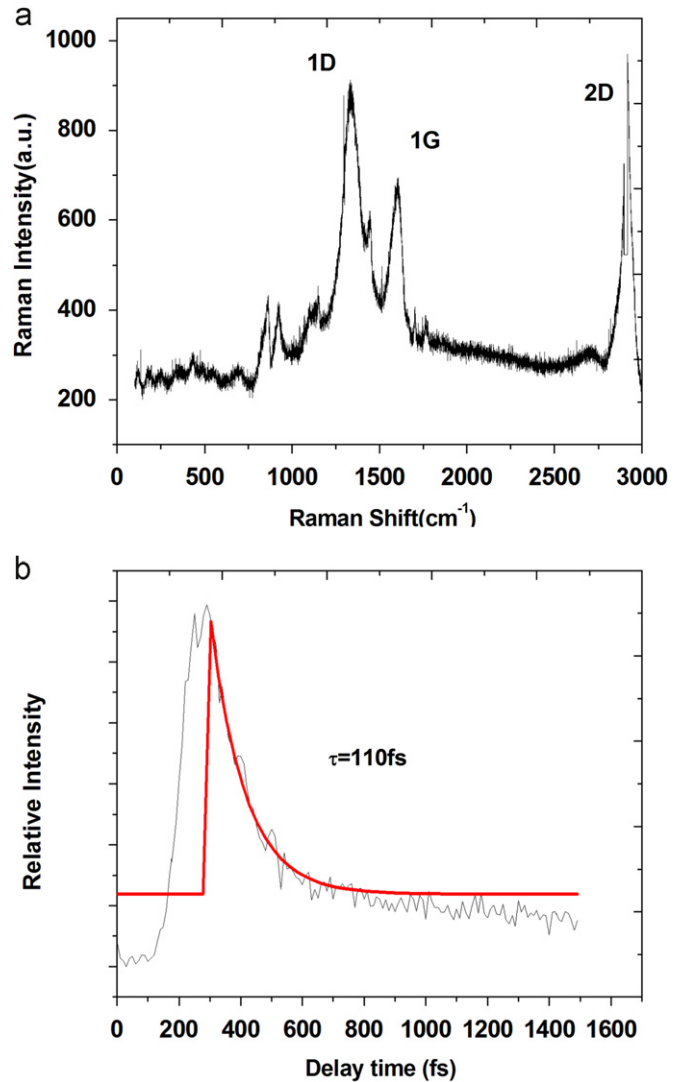 a
1000
800
600
400
200
1D
1G
2D
Raman Intensity(a.u.)
0 500 1000 1500 2000 2500 3000
Raman Shift(cm⁻¹)
b
τ=110fs
Relative Intensity
0 200 400 600 800 1000 1200 1400 1600
Delay time (fs)